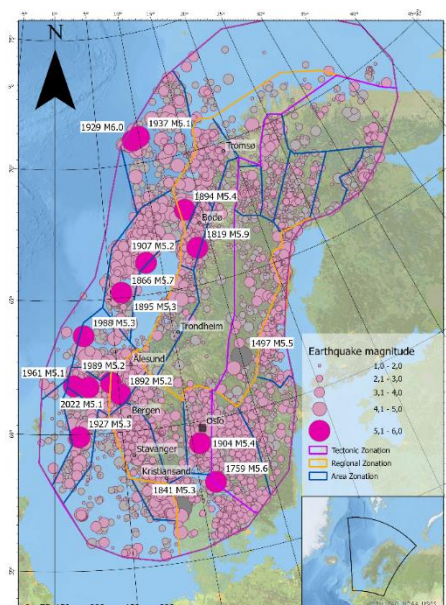 N
1929 M6.0
1937 M6.1
Tromsø
1894 M5.4
Bodø
1819 M5.9
1907 M5.2
1866 M5.7
1895 M5,3
1988 M5.3
Trondheim
1497 M5.5
Ålesund
1989 M5.2
1961 M5.1
1892 M5.2
2022 M5.1
Bergen
1927 M5.3
Oslo
1904 M5.4
Stavanger
1759 M5.6
Kristiansand
1841 M5.3
Earthquake magnitude
1,0 - 2,0
2,1 - 3,0
3,1 - 4,0
4,1 - 5,0
5,1 - 6,0
Tectonic Zonation
Regional Zonation
Area Zonation